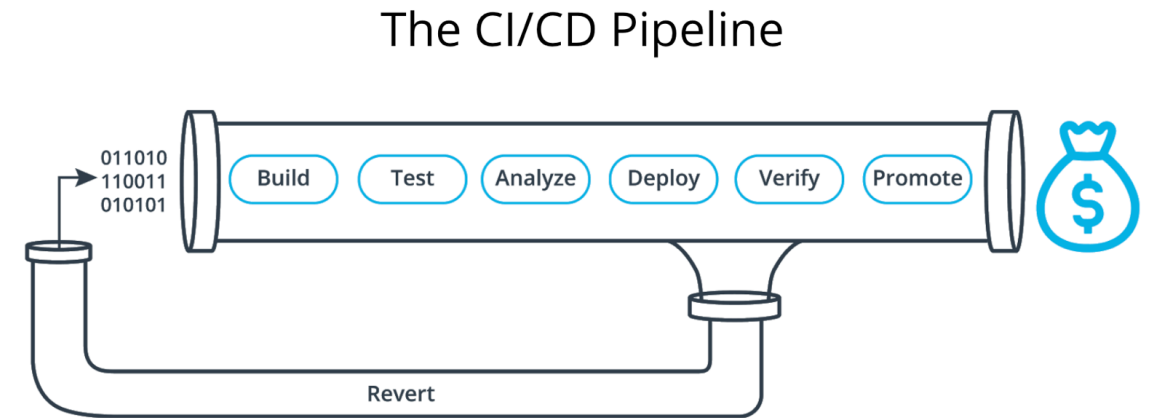 The CI/CD Pipeline
011010
110011
010101
Build Test Analyze Deploy Verify Promote
$
Revert